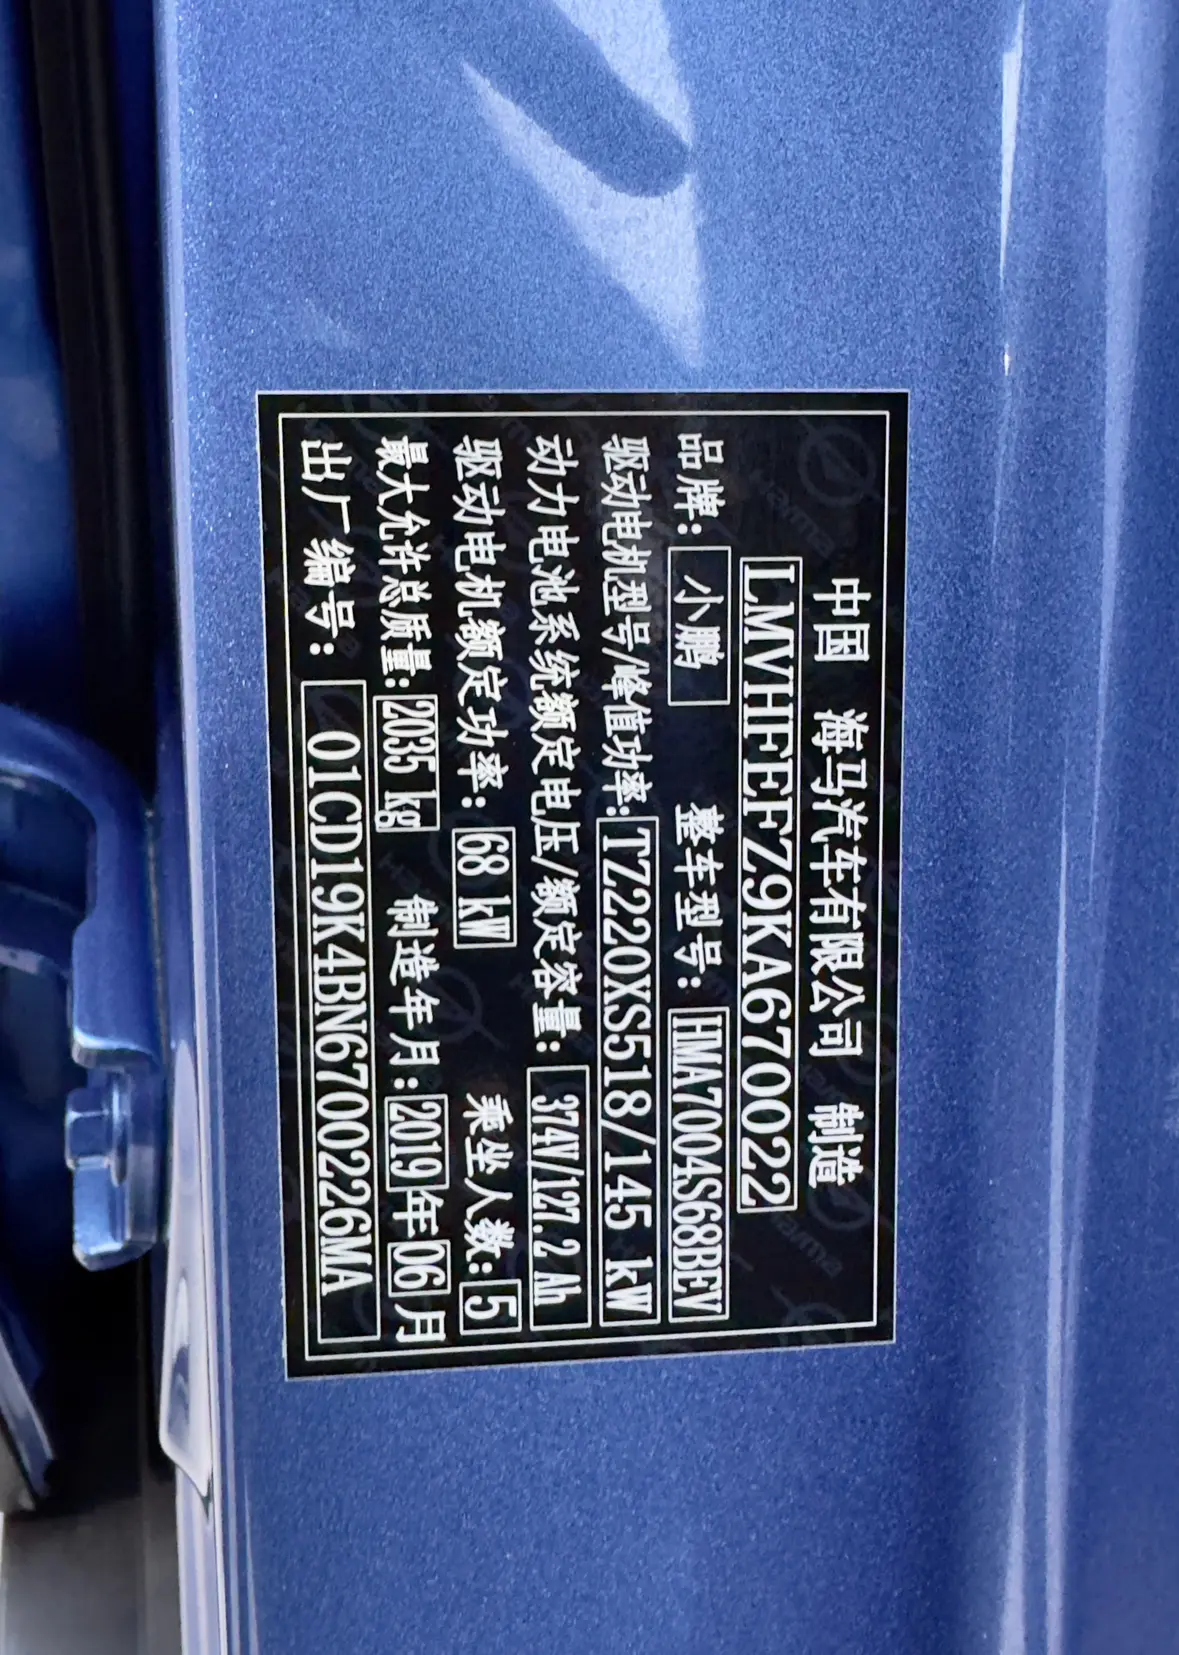 中国 海马汽车有限公司 制造
LMVHFEFZ9KA670022
品牌: 小鹏 整车型号: HMA7004S68BEV
驱动电机型号/峰值功率: TZ220XS518/145 kW
动力电池系统额定电压/额定容量: 374V/127.2 Ah
驱动电机额定功率: 68 kW 乘坐人数: 5
最大允许总质量: 2035 kg 制造年月: 2019年06月
出厂编号: 01CD19K4BN6700226MA